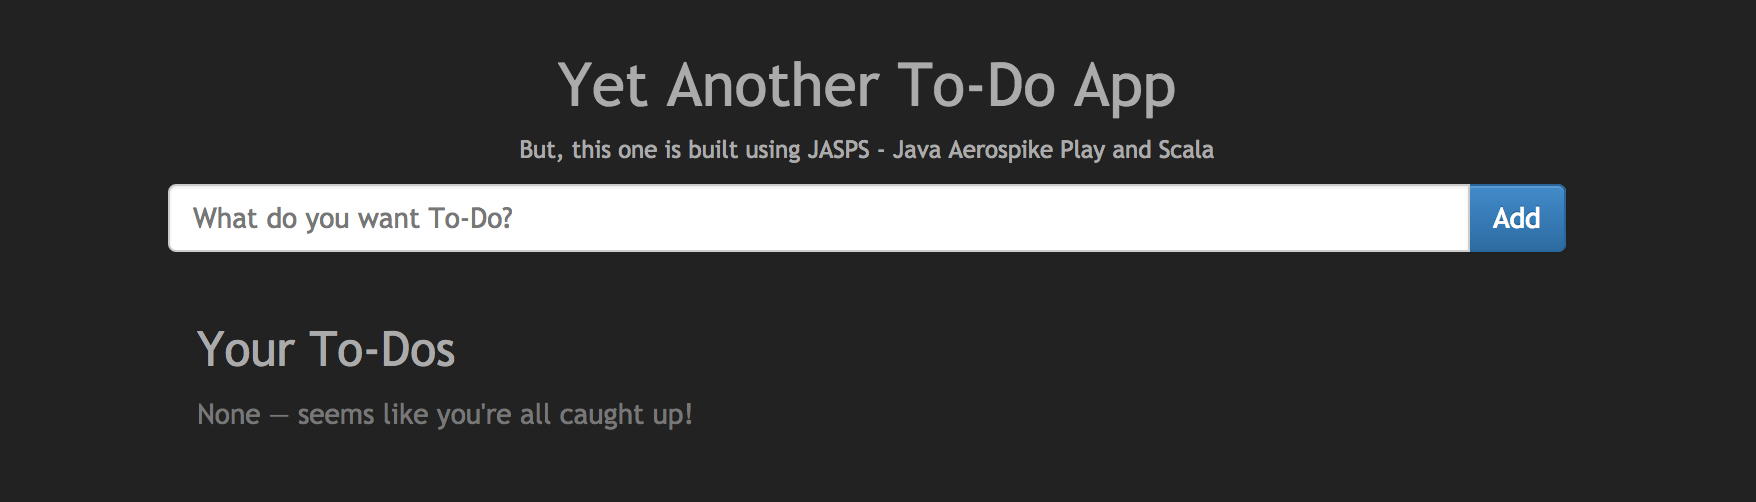 Yet Another To-Do App
But, this one is built using JASPS - Java Aerospike Play and Scala
What do you want To-Do? Add
Your To-Dos
None — seems like you're all caught up!